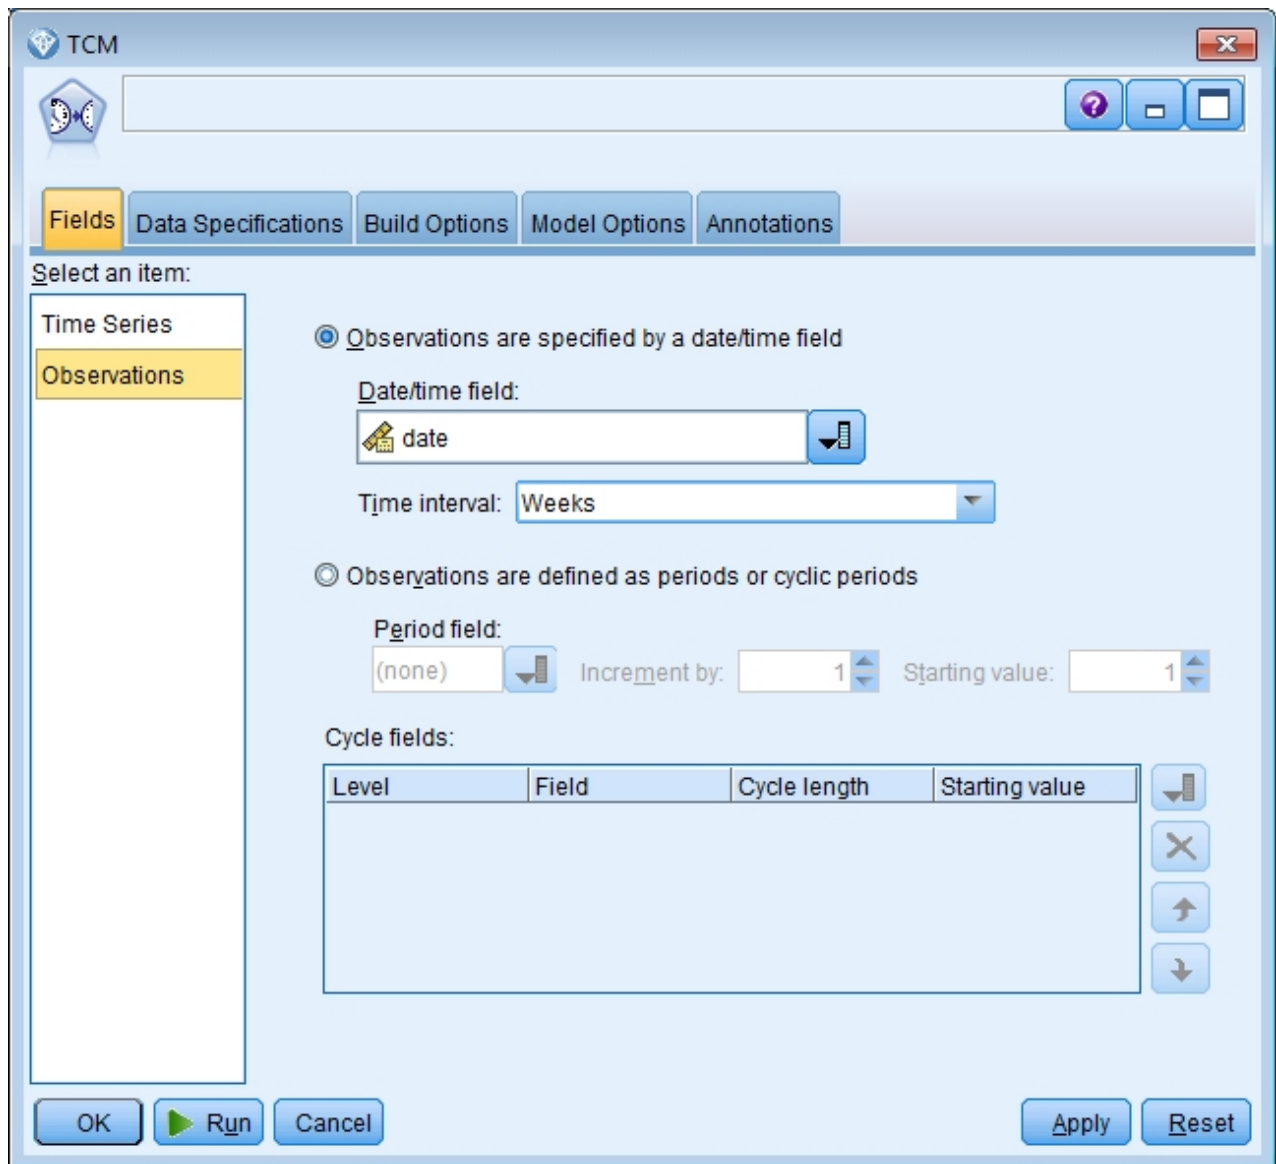 TCM
Fields Data Specifications Build Options Model Options Annotations
Select an item:
Time Series
Observations
Observations are specified by a date/time field
Date/time field:
date
Time interval: Weeks
Observations are defined as periods or cyclic periods
Period field:
(none) Increment by: 1 Starting value: 1
Cycle fields:
Level Field Cycle length Starting value
OK Run Cancel Apply Reset